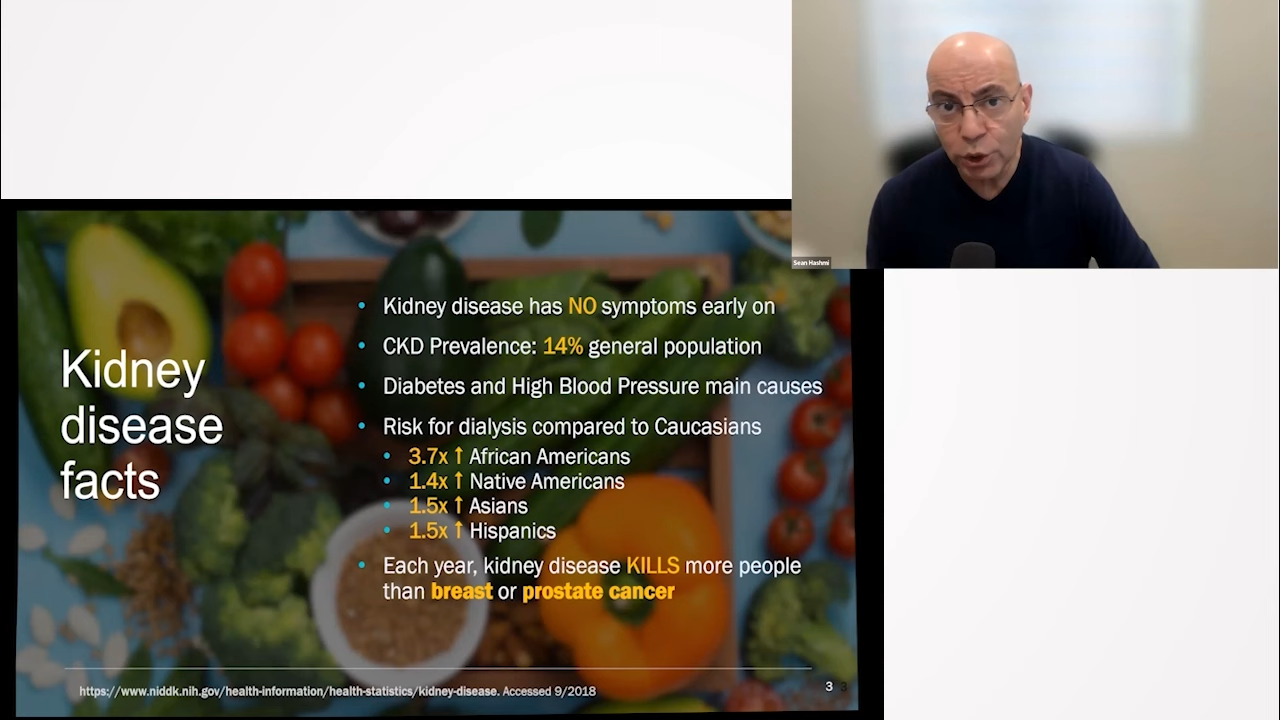 Sean Hashmi
Kidney
disease
facts
• Kidney disease has NO symptoms early on
• CKD Prevalence: 14% general population
• Diabetes and High Blood Pressure main causes
• Risk for dialysis compared to Caucasians
• 3.7x ↑ African Americans
• 1.4x ↑ Native Americans
• 1.5x ↑ Asians
• 1.5x ↑ Hispanics
• Each year, kidney disease KILLS more people
than breast or prostate cancer
https://www.niddk.nih.gov/health-information/health-statistics/kidney-disease. Accessed 9/2018
3 3